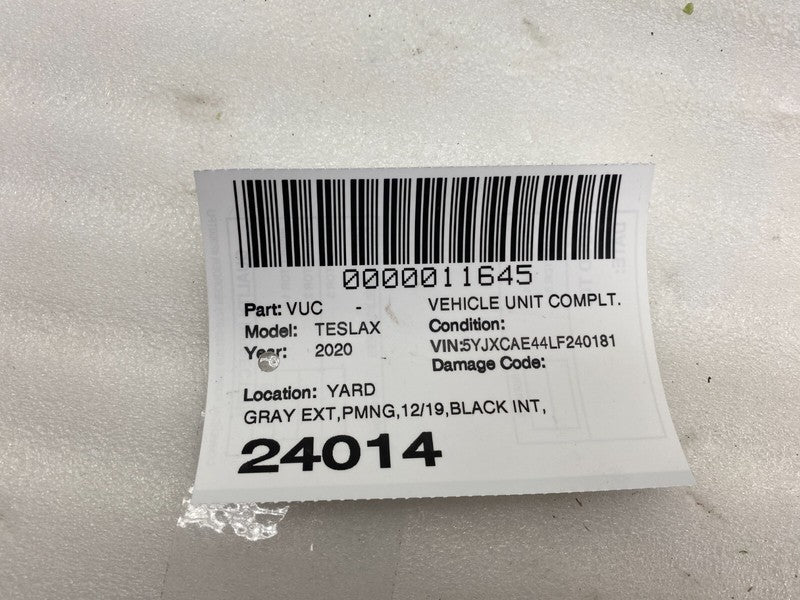 0000011645
Part: VUC - VEHICLE UNIT COMPLT.
Model: TESLAX Condition:
Year: 2020 VIN:5YJXCAE44LF240181
Damage Code:
Location: YARD
GRAY EXT,PMNG,12/19,BLACK INT,
24014